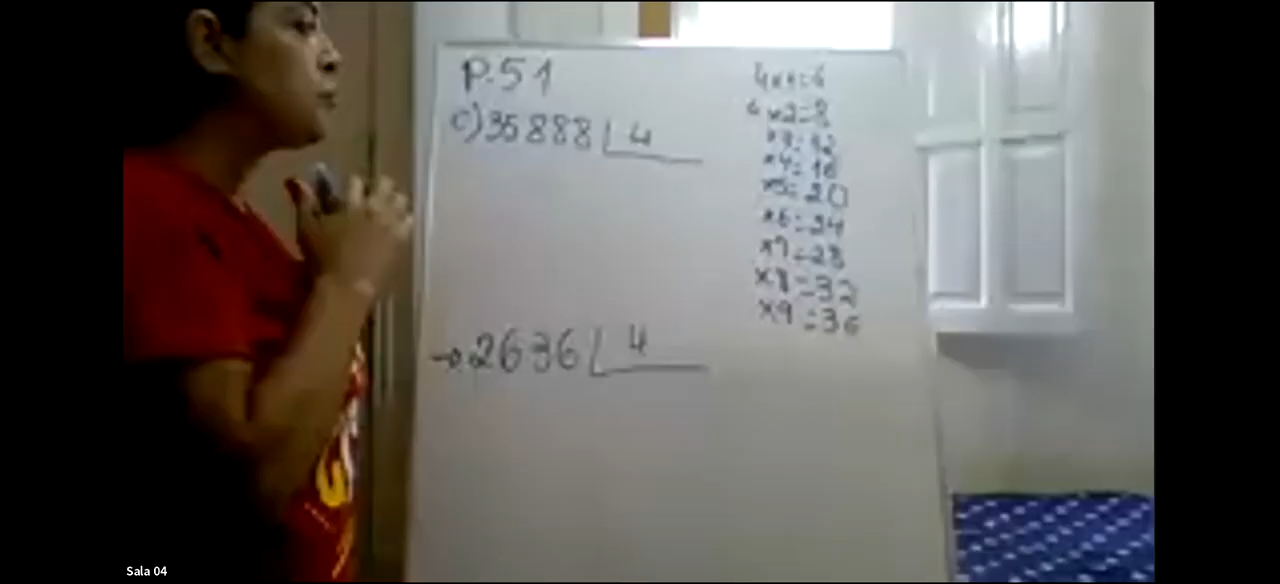 P.51
c) 35888 | 4
→ 2636 | 4
4x1=4
4x2=8
x3=12
x4=16
x5=20
x6=24
x7=28
x8=32
x9=36
Sala 04